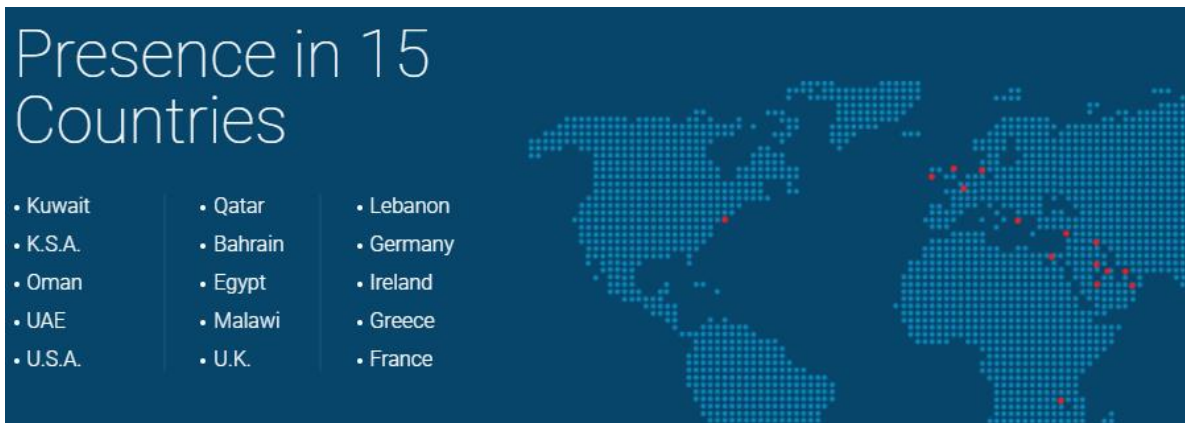 Presence in 15
Countries
• Kuwait
• K.S.A.
• Oman
• UAE
• U.S.A.
• Qatar
• Bahrain
• Egypt
• Malawi
• U.K.
• Lebanon
• Germany
• Ireland
• Greece
• France